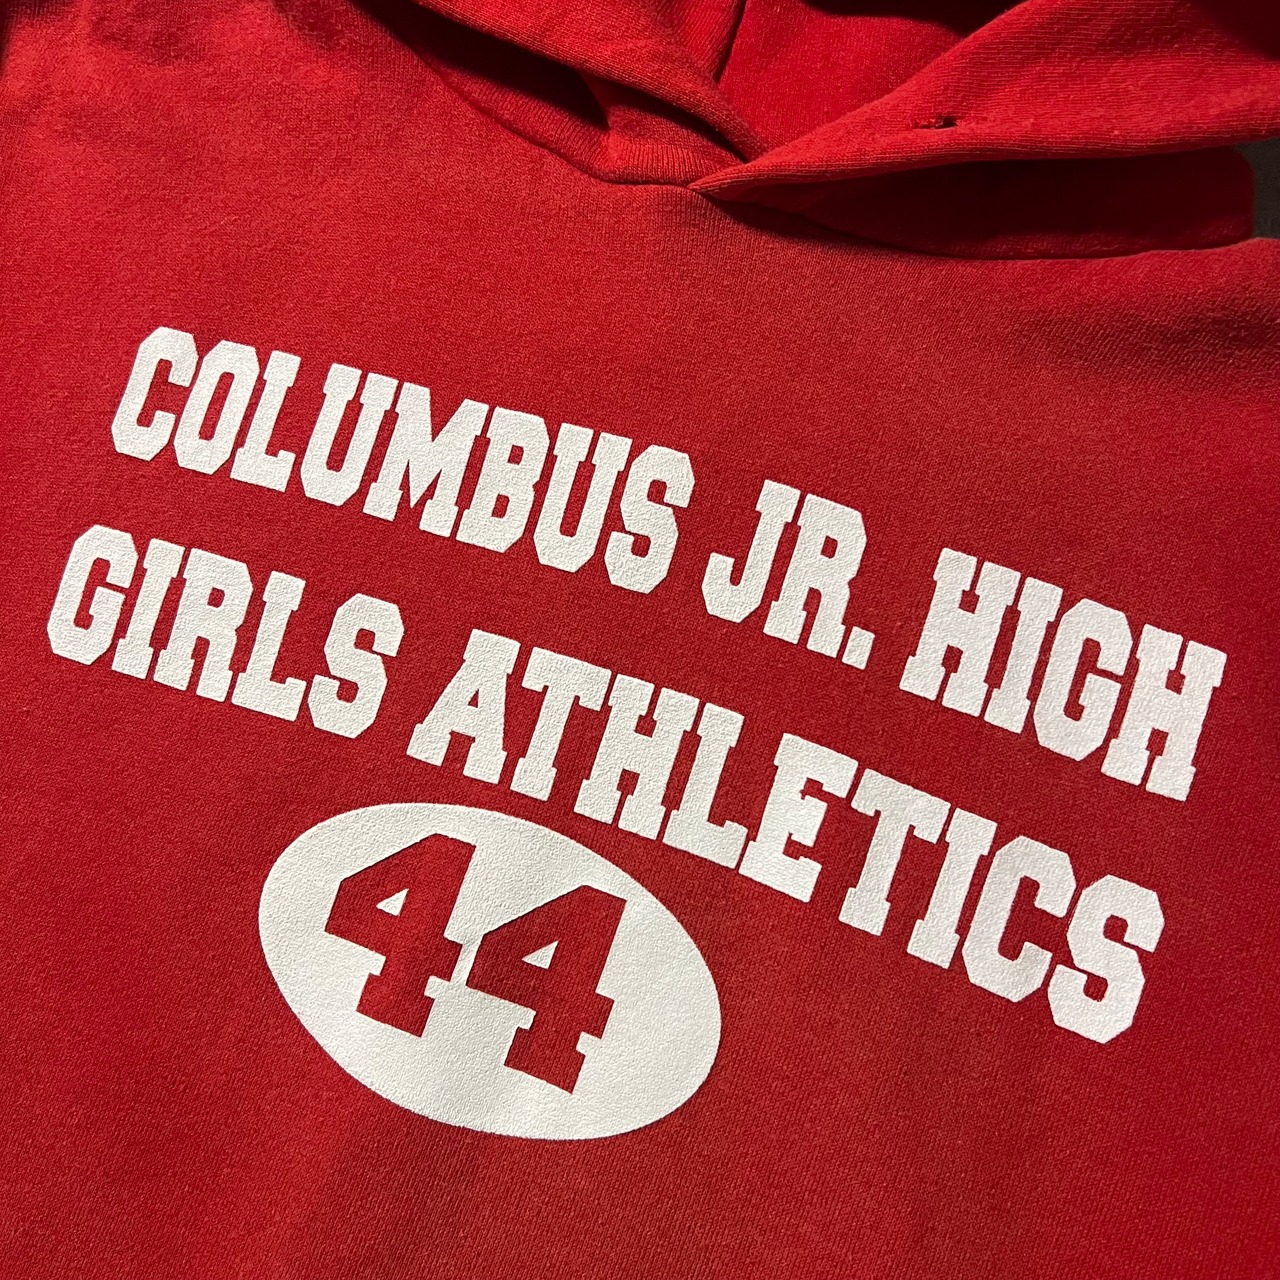 COLUMBUS JR. HIGH
GIRLS ATHLETICS
44